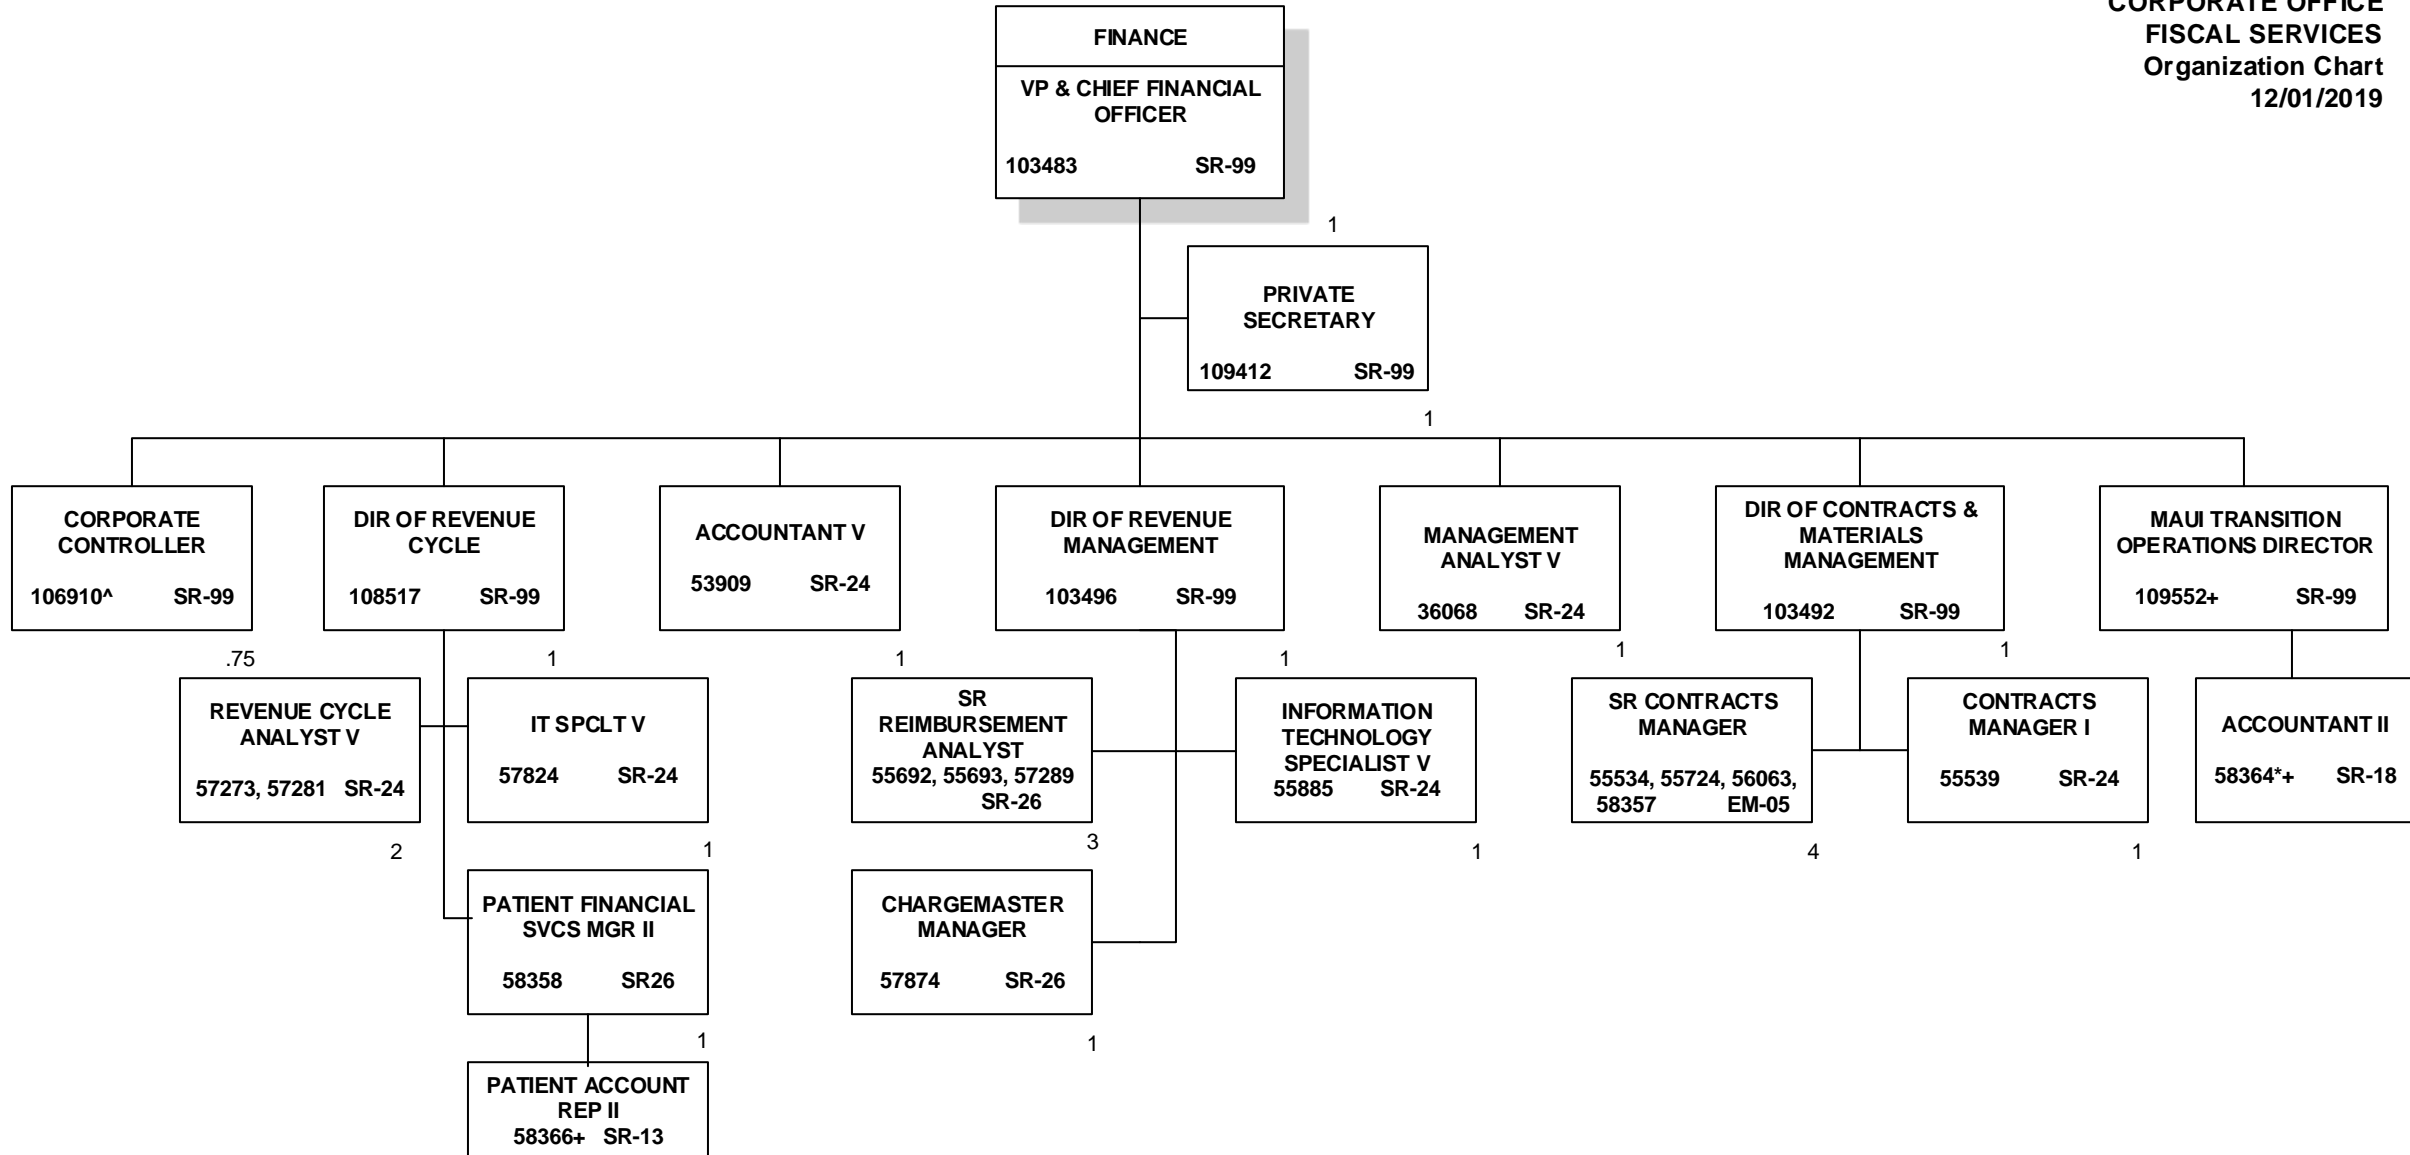 CORPORATE OFFICE
FISCAL SERVICES
Organization Chart
12/01/2019
FINANCE
VP & CHIEF FINANCIAL
OFFICER
103483 SR-99
1
PRIVATE
SECRETARY
109412 SR-99
1
CORPORATE
CONTROLLER
106910^ SR-99
.75
DIR OF REVENUE
CYCLE
108517 SR-99
1
ACCOUNTANT V
53909 SR-24
1
DIR OF REVENUE
MANAGEMENT
103496 SR-99
1
MANAGEMENT
ANALYST V
36068 SR-24
1
DIR OF CONTRACTS &
MATERIALS
MANAGEMENT
103492 SR-99
1
MAUI TRANSITION
OPERATIONS DIRECTOR
109552+ SR-99
REVENUE CYCLE
ANALYST V
57273, 57281 SR-24
2
IT SPCLT V
57824 SR-24
1
SR
REIMBURSEMENT
ANALYST
55692, 55693, 57289
SR-26
3
INFORMATION
TECHNOLOGY
SPECIALIST V
55885 SR-24
1
SR CONTRACTS
MANAGER
55534, 55724, 56063,
58357 EM-05
4
CONTRACTS
MANAGER I
55539 SR-24
1
ACCOUNTANT II
58364*+ SR-18
PATIENT FINANCIAL
SVCS MGR II
58358 SR26
1
CHARGEMASTER
MANAGER
57874 SR-26
1
PATIENT ACCOUNT
REP II
58366+ SR-13